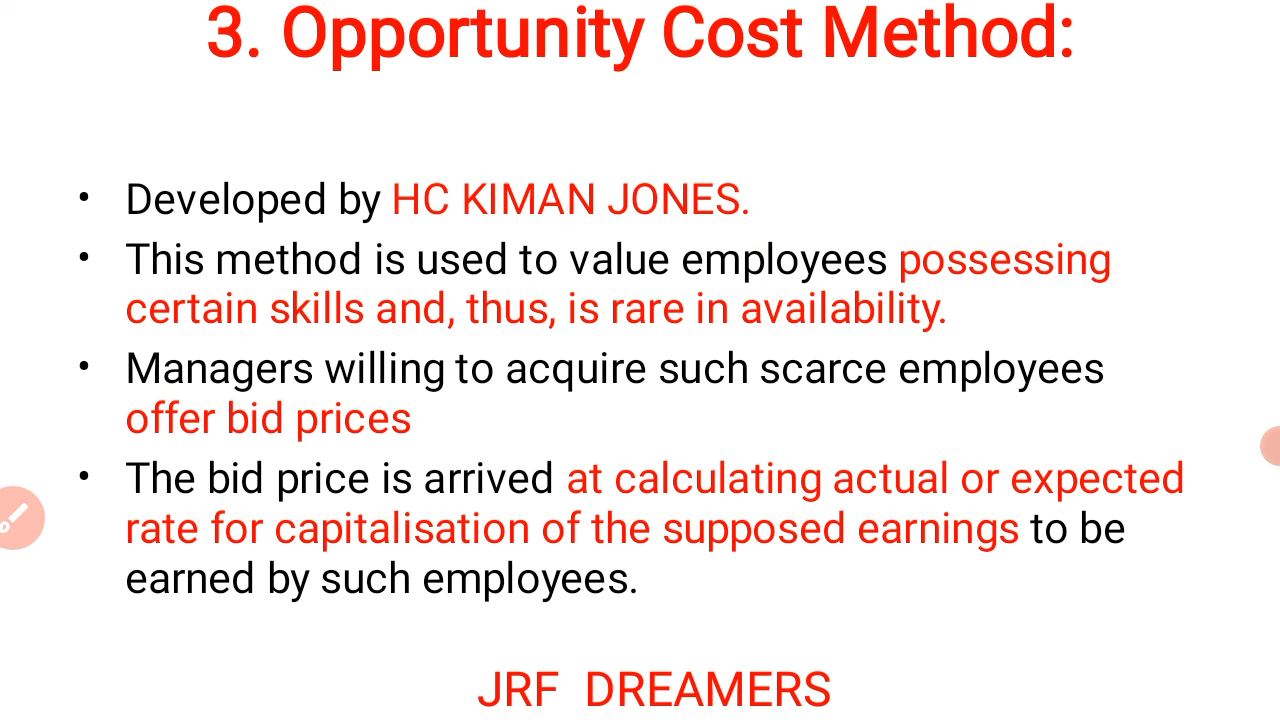 3. Opportunity Cost Method:
• Developed by HC KIMAN JONES.
• This method is used to value employees possessing
certain skills and, thus, is rare in availability.
• Managers willing to acquire such scarce employees
offer bid prices
• The bid price is arrived at calculating actual or expected
rate for capitalisation of the supposed earnings to be
earned by such employees.
JRF DREAMERS